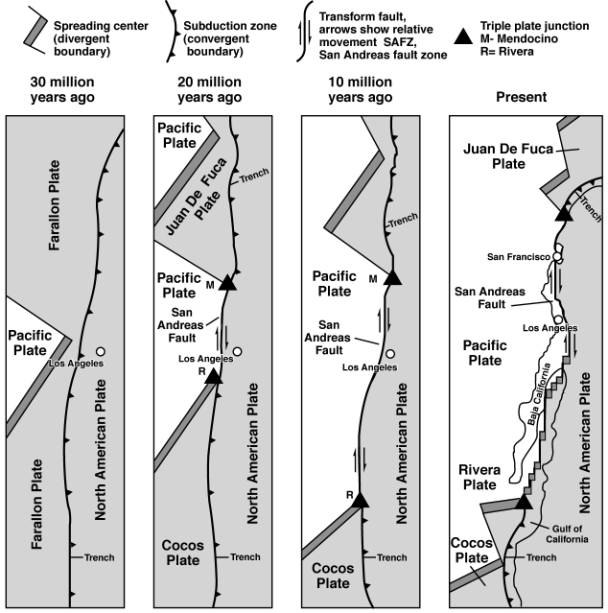 Spreading center
(divergent
boundary)
Subduction zone
(convergent
boundary)
Transform fault,
arrows show relative
movement SAFZ,
San Andreas fault zone
Triple plate junction
M- Mendocino
R= Rivera
30 million
years ago
Farallon Plate
Pacific
Plate
Los Angeles
North American Plate
Farallon Plate
Trench
20 million
years ago
Pacific
Plate
Juan De Fuca
Plate
Trench
Pacific
Plate
M
San
Andreas
Fault
Los Angeles
R
North American Plate
Cocos
Plate
Trench
10 million
years ago
Trench
Pacific
Plate
M
San
Andreas
Fault
Los Angeles
North American Plate
R
Cocos
Plate
Present
Juan De Fuca
Plate
Trench
San Francisco
San Andreas
Fault
Los Angeles
Pacific
Plate
Baja California
North American Plate
Rivera
Plate
Gulf of
California
Cocos
Plate
Trench